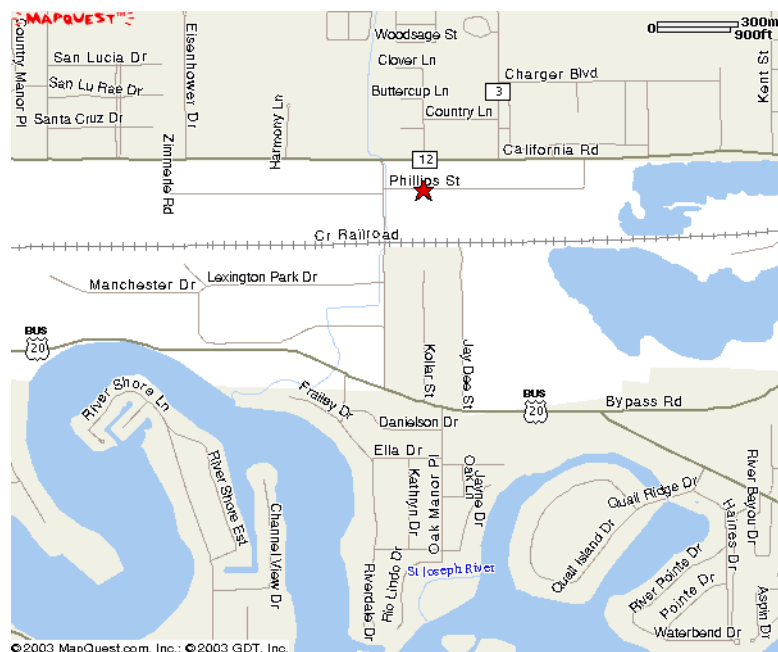 MAPQUEST™
300m
0
900ft
Country Manor Pl
Eisenhower Dr
Woodsage St
San Lucia Dr
Clover Ln
Charger Blvd
Kent St
San Lu Rae Dr
Buttercup Ln
3
Harmony Ln
Country Ln
Santa Cruz Dr
Zimmerle Rd
California Rd
12
Phillips St
Cr Railroad
Lexington Park Dr
Manchester Dr
BUS
20
Kollar St
Jay Dee St
River Shore Ln
Frailey Dr
BUS
20
Bypass Rd
Danielson Dr
Ella Dr
River Shore Est
Kathryn Dr
Oak Manor Pl
Oak Ln
Jayne Dr
Quail Ridge Dr
River Bayou Dr
Haines Dr
Channel View Dr
Quail Island Dr
Riverdale Dr
Rio Lindo Dr
St Joseph River
River Pointe Dr
Pointe Dr
Aspin Dr
Waterbend Dr
©2003 MapQuest.com, Inc.; ©2003 GDT, Inc.